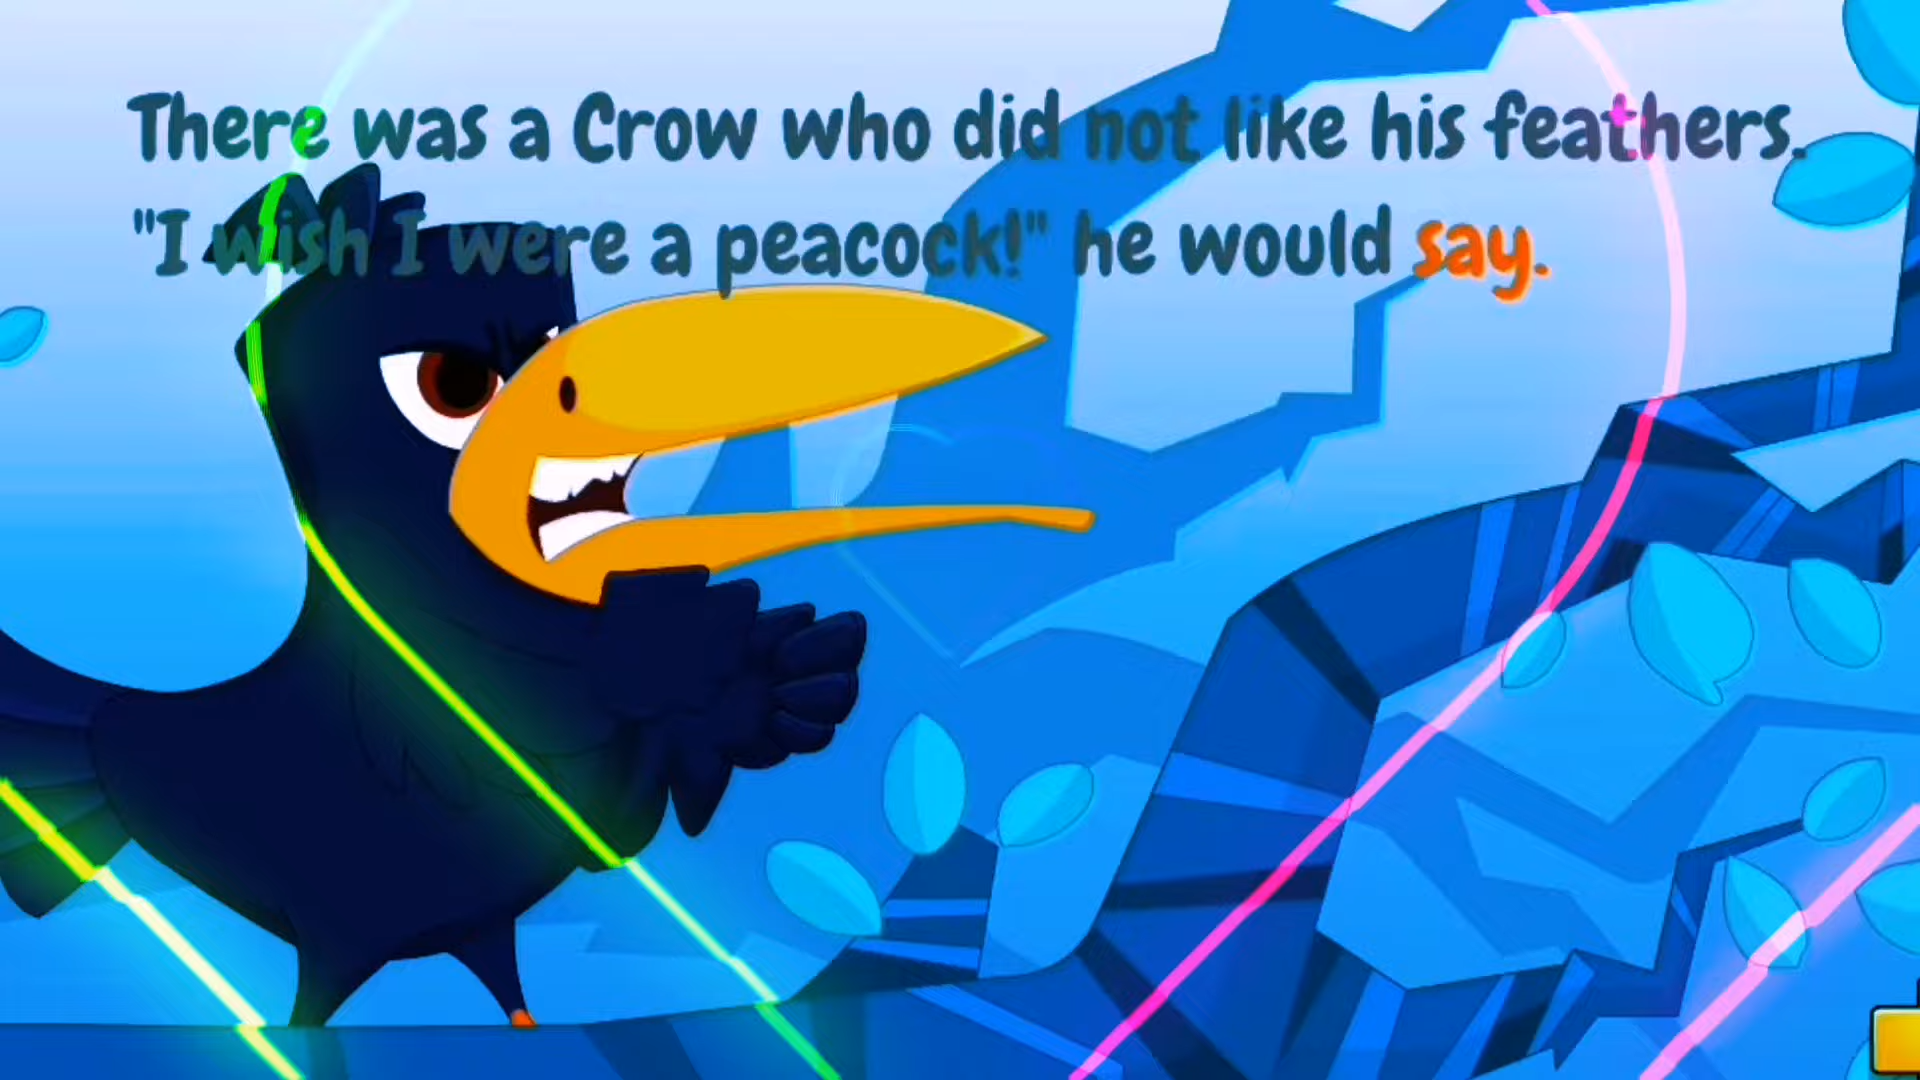 There was a Crow who did not like his feathers.
"I wish I were a peacock!" he would say.